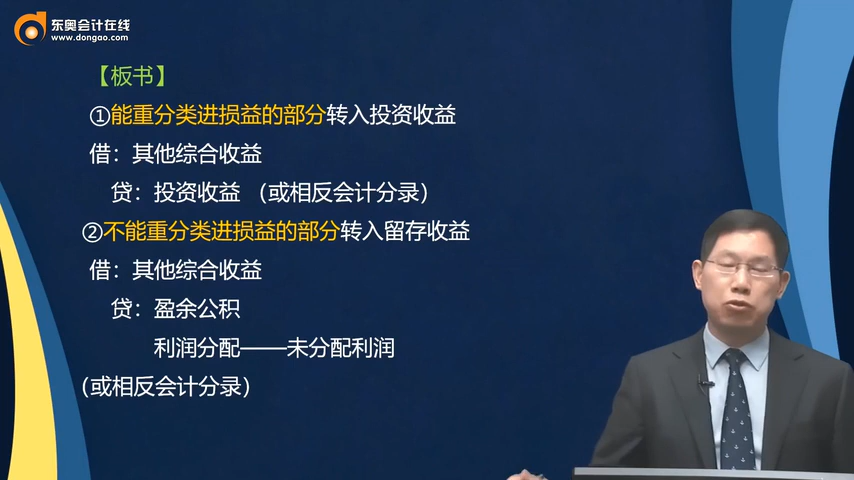 东奥会计在线
www.dongao.com
【板书】
①能重分类进损益的部分转入投资收益
借：其他综合收益
贷：投资收益 （或相反会计分录）
②不能重分类进损益的部分转入留存收益
借：其他综合收益
贷：盈余公积
利润分配——未分配利润
（或相反会计分录）